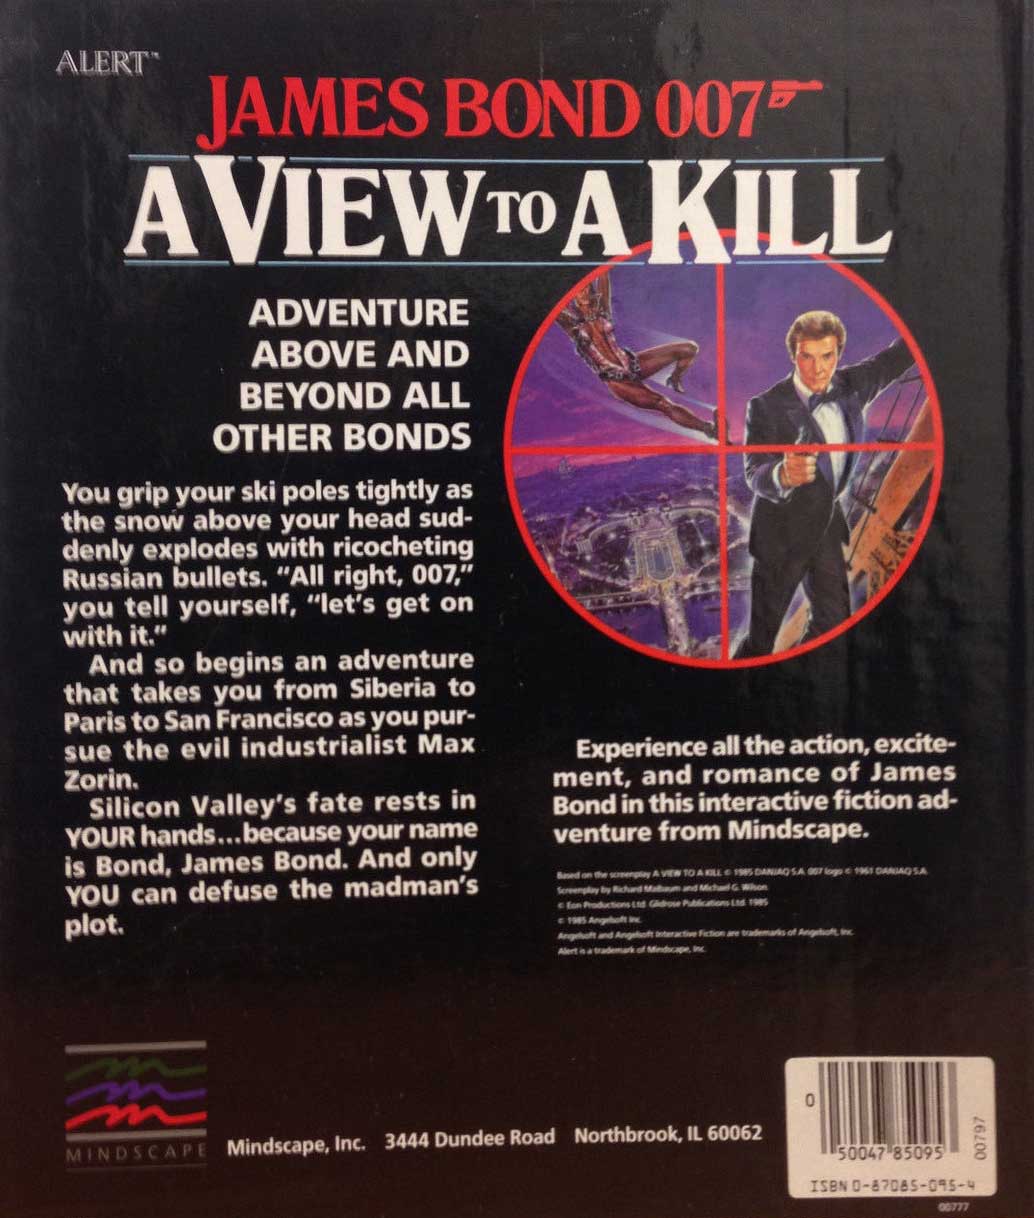 ALERT™
JAMES BOND 007
A VIEW TO A KILL
ADVENTURE
ABOVE AND
BEYOND ALL
OTHER BONDS
You grip your ski poles tightly as
the snow above your head sud-
denly explodes with ricocheting
Russian bullets. “All right, 007,”
you tell yourself, “let’s get on
with it.”
And so begins an adventure
that takes you from Siberia to
Paris to San Francisco as you pur-
sue the evil industrialist Max
Zorin.
Silicon Valley’s fate rests in
YOUR hands...because your name
is Bond, James Bond. And only
YOU can defuse the madman’s
plot.
Experience all the action, excite-
ment, and romance of James
Bond in this interactive fiction ad-
venture from Mindscape.
Based on the screenplay A VIEW TO A KILL © 1985 DANJAQ S.A. 007 logo © 1961 DANJAQ S.A.
Screenplay by Richard Maibaum and Michael G. Wilson
© Eon Productions Ltd. Glidrose Publications Ltd. 1985
© 1985 Angelsoft Inc.
Angelsoft and Angelsoft Interactive Fiction are trademarks of Angelsoft, Inc.
Alert is a trademark of Mindscape, Inc.
MINDSCAPE
Mindscape, Inc. 3444 Dundee Road Northbrook, IL 60062
0
50047 85095
00797
ISBN 0-87085-095-4
00777